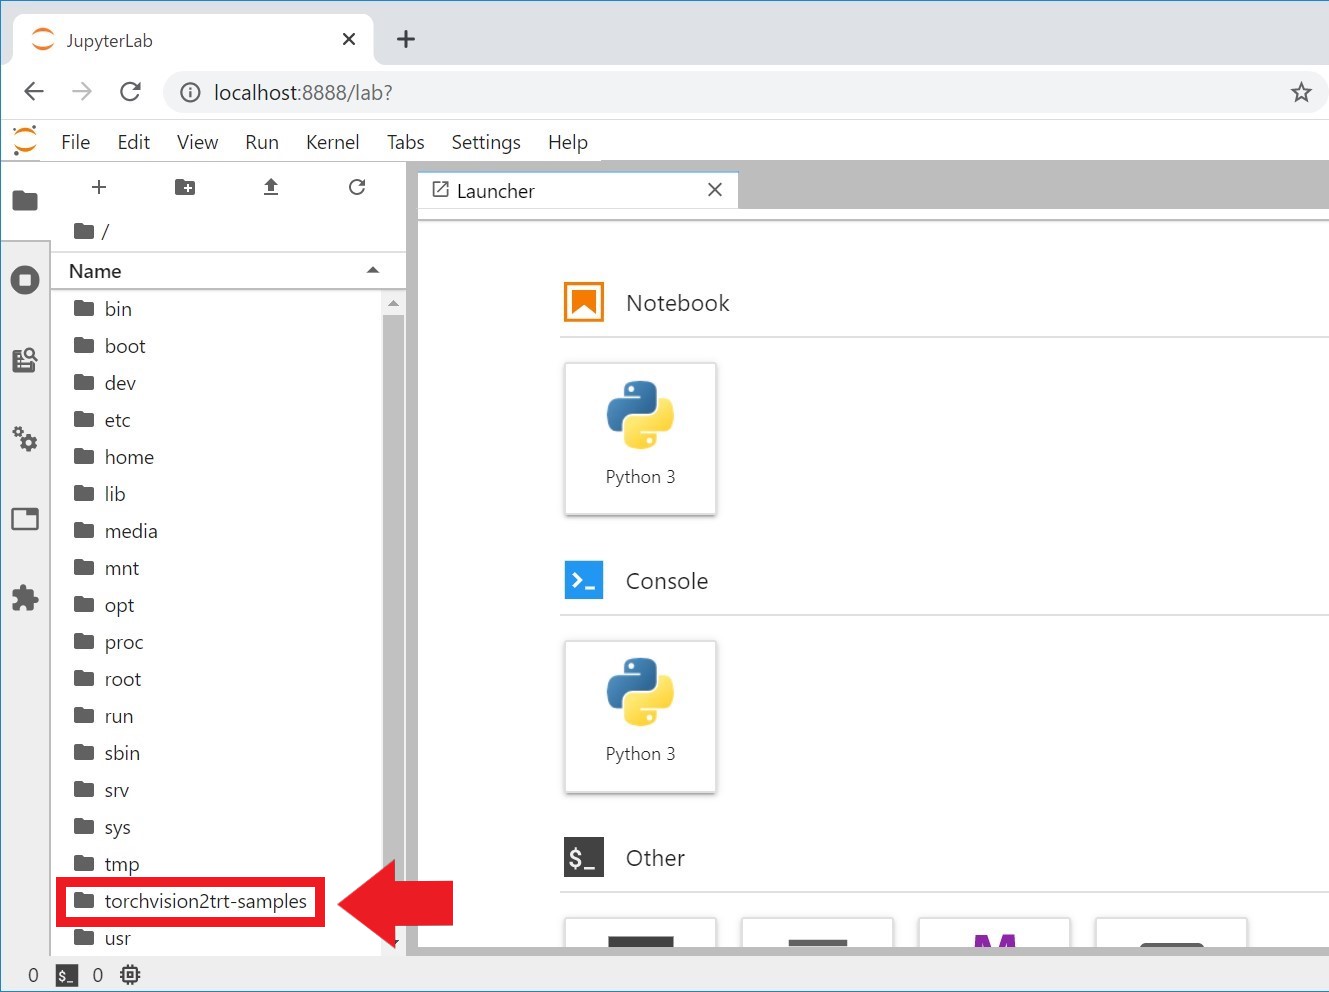 JupyterLab
localhost:8888/lab?
File Edit View Run Kernel Tabs Settings Help
Launcher
/
Name
bin
boot
dev
etc
home
lib
media
mnt
opt
proc
root
run
sbin
srv
sys
tmp
torchvision2trt-samples
usr
Notebook
Python 3
Console
Python 3
$_ Other
0 $_ 0